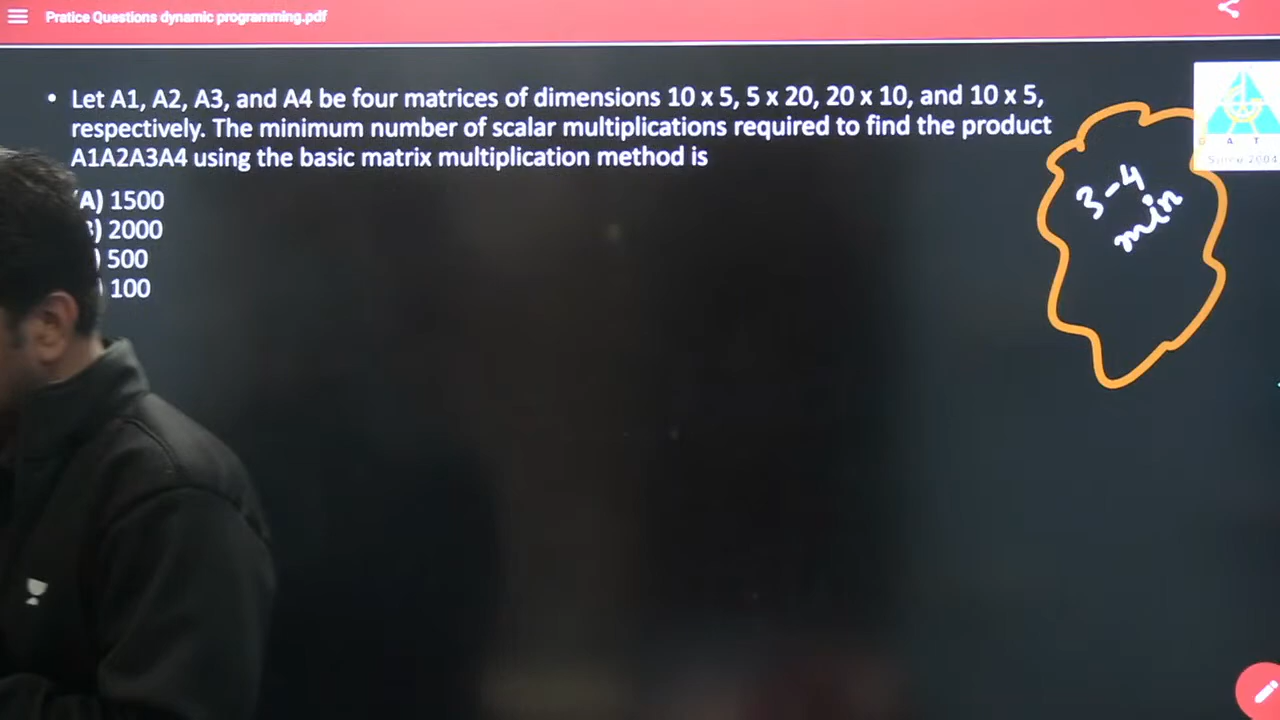 Pratice Questions dynamic programming.pdf
• Let A1, A2, A3, and A4 be four matrices of dimensions 10 x 5, 5 x 20, 20 x 10, and 10 x 5,
respectively. The minimum number of scalar multiplications required to find the product
A1A2A3A4 using the basic matrix multiplication method is
A) 1500
) 2000
) 500
) 100
3-4
min
G A T
Since 2004